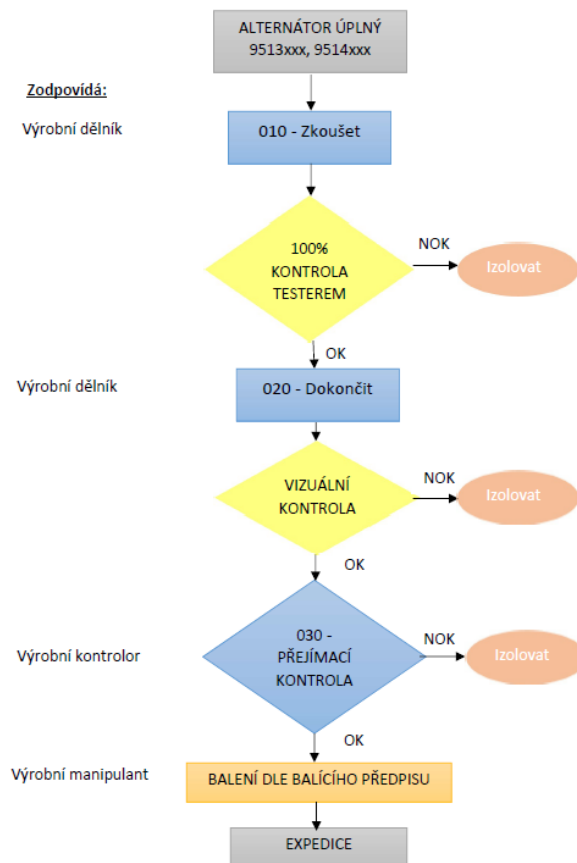 ALTERNÁTOR ÚPLNÝ
9513xxx, 9514xxx
Zodpovídá:
Výrobní dělník
010 - Zkoušet
100%
KONTROLA
TESTEREM
NOK
Izolovat
OK
Výrobní dělník
020 - Dokončit
VIZUÁLNÍ
KONTROLA
NOK
Izolovat
OK
Výrobní kontrolor
030 -
PŘEJÍMACÍ
KONTROLA
NOK
Izolovat
OK
Výrobní manipulant
BALENÍ DLE BALÍCÍHO PŘEDPISU
EXPEDICE